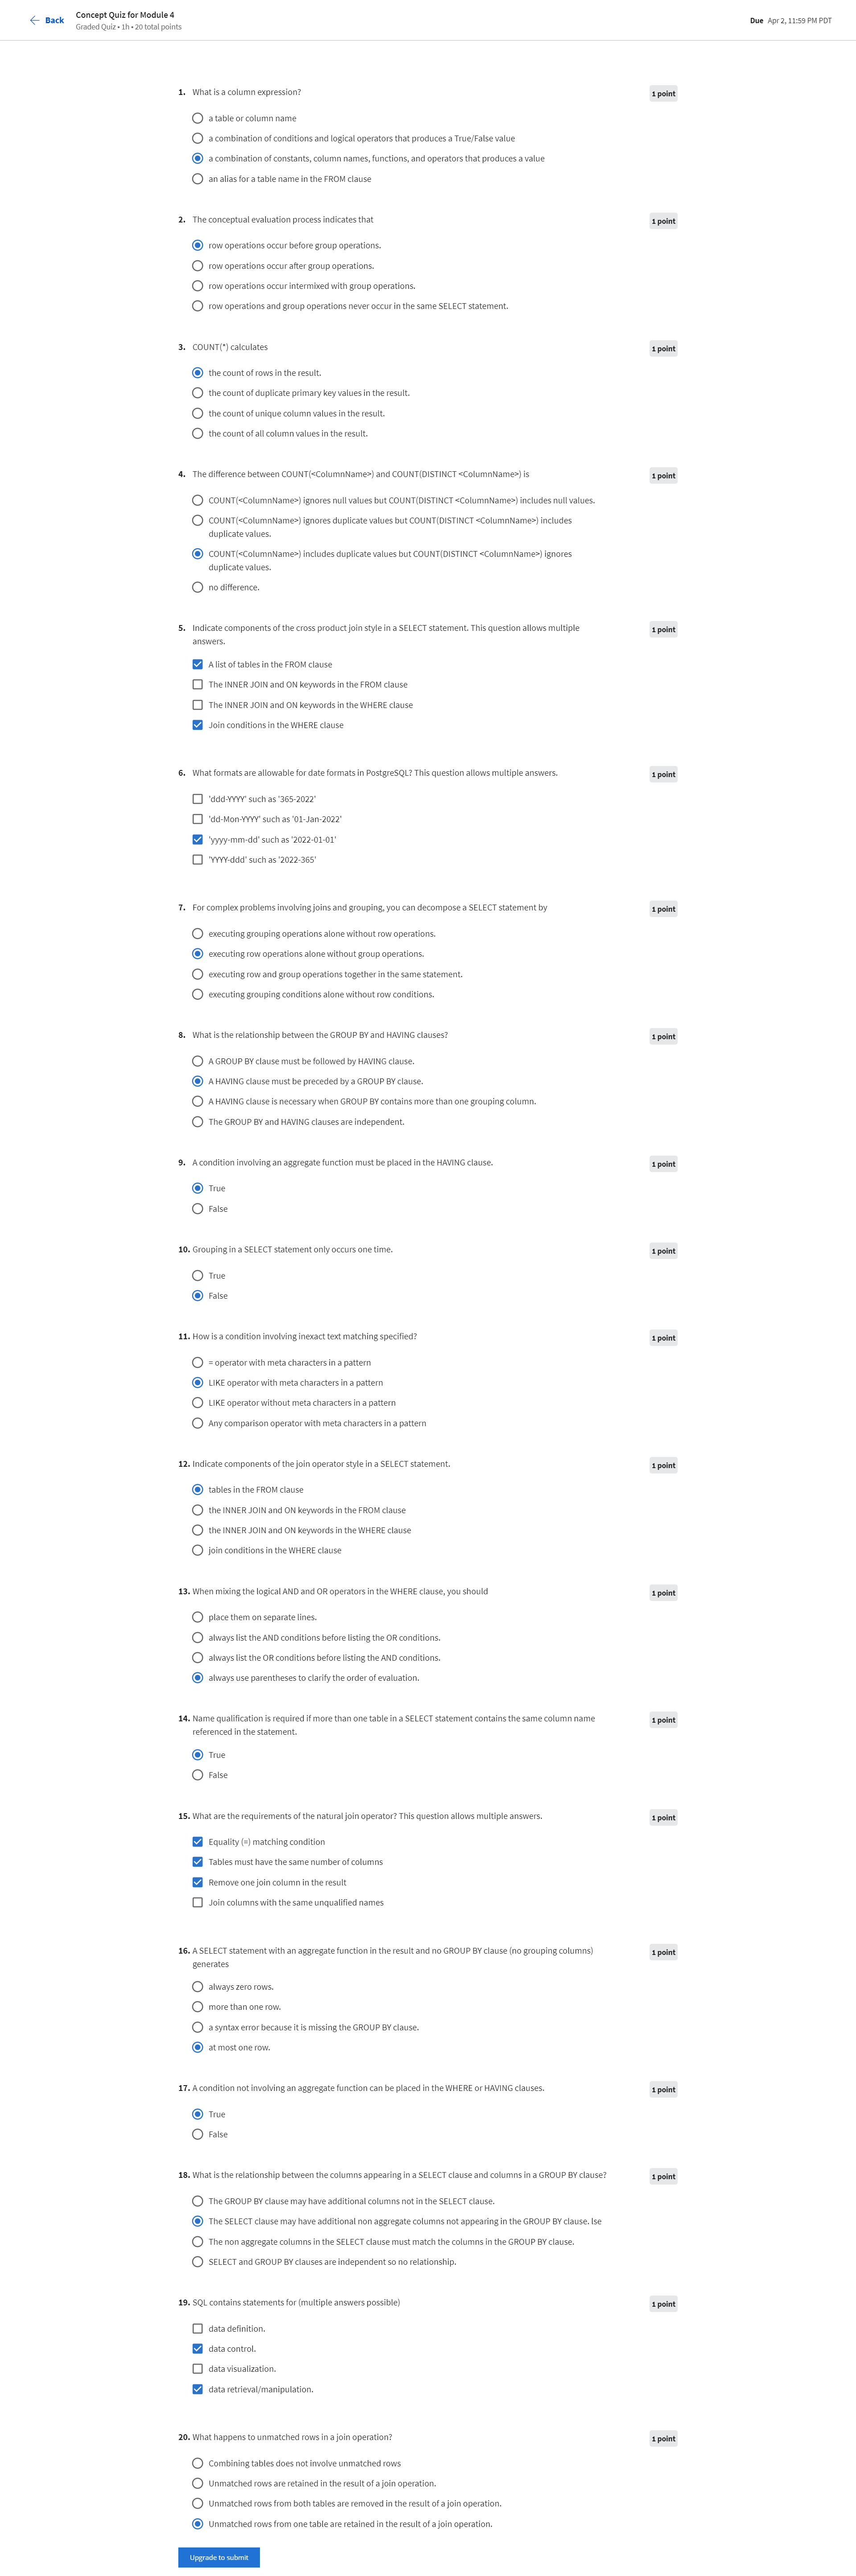 Back
Concept Quiz for Module 4
Graded Quiz • 1h • 20 total points
Due Apr 2, 11:59 PM PDT
1. What is a column expression?
1 point
a table or column name
a combination of conditions and logical operators that produces a True/False value
a combination of constants, column names, functions, and operators that produces a value
an alias for a table name in the FROM clause
2. The conceptual evaluation process indicates that
1 point
row operations occur before group operations.
row operations occur after group operations.
row operations occur intermixed with group operations.
row operations and group operations never occur in the same SELECT statement.
3. COUNT(*) calculates
1 point
the count of rows in the result.
the count of duplicate primary key values in the result.
the count of unique column values in the result.
the count of all column values in the result.
4. The difference between COUNT(<ColumnName>) and COUNT(DISTINCT <ColumnName>) is
1 point
COUNT(<ColumnName>) ignores null values but COUNT(DISTINCT <ColumnName>) includes null values.
COUNT(<ColumnName>) ignores duplicate values but COUNT(DISTINCT <ColumnName>) includes
duplicate values.
COUNT(<ColumnName>) includes duplicate values but COUNT(DISTINCT <ColumnName>) ignores
duplicate values.
no difference.
5. Indicate components of the cross product join style in a SELECT statement. This question allows multiple
answers.
1 point
A list of tables in the FROM clause
The INNER JOIN and ON keywords in the FROM clause
The INNER JOIN and ON keywords in the WHERE clause
Join conditions in the WHERE clause
6. What formats are allowable for date formats in PostgreSQL? This question allows multiple answers.
1 point
'ddd-YYYY' such as '365-2022'
'dd-Mon-YYYY' such as '01-Jan-2022'
'yyyy-mm-dd' such as '2022-01-01'
'YYYY-ddd' such as '2022-365'
7. For complex problems involving joins and grouping, you can decompose a SELECT statement by
1 point
executing grouping operations alone without row operations.
executing row operations alone without group operations.
executing row and group operations together in the same statement.
executing grouping conditions alone without row conditions.
8. What is the relationship between the GROUP BY and HAVING clauses?
1 point
A GROUP BY clause must be followed by HAVING clause.
A HAVING clause must be preceded by a GROUP BY clause.
A HAVING clause is necessary when GROUP BY contains more than one grouping column.
The GROUP BY and HAVING clauses are independent.
9. A condition involving an aggregate function must be placed in the HAVING clause.
1 point
True
False
10. Grouping in a SELECT statement only occurs one time.
1 point
True
False
11. How is a condition involving inexact text matching specified?
1 point
= operator with meta characters in a pattern
LIKE operator with meta characters in a pattern
LIKE operator without meta characters in a pattern
Any comparison operator with meta characters in a pattern
12. Indicate components of the join operator style in a SELECT statement.
1 point
tables in the FROM clause
the INNER JOIN and ON keywords in the FROM clause
the INNER JOIN and ON keywords in the WHERE clause
join conditions in the WHERE clause
13. When mixing the logical AND and OR operators in the WHERE clause, you should
1 point
place them on separate lines.
always list the AND conditions before listing the OR conditions.
always list the OR conditions before listing the AND conditions.
always use parentheses to clarify the order of evaluation.
14. Name qualification is required if more than one table in a SELECT statement contains the same column name
referenced in the statement.
1 point
True
False
15. What are the requirements of the natural join operator? This question allows multiple answers.
1 point
Equality (=) matching condition
Tables must have the same number of columns
Remove one join column in the result
Join columns with the same unqualified names
16. A SELECT statement with an aggregate function in the result and no GROUP BY clause (no grouping columns)
generates
1 point
always zero rows.
more than one row.
a syntax error because it is missing the GROUP BY clause.
at most one row.
17. A condition not involving an aggregate function can be placed in the WHERE or HAVING clauses.
1 point
True
False
18. What is the relationship between the columns appearing in a SELECT clause and columns in a GROUP BY clause?
1 point
The GROUP BY clause may have additional columns not in the SELECT clause.
The SELECT clause may have additional non aggregate columns not appearing in the GROUP BY clause. lse
The non aggregate columns in the SELECT clause must match the columns in the GROUP BY clause.
SELECT and GROUP BY clauses are independent so no relationship.
19. SQL contains statements for (multiple answers possible)
1 point
data definition.
data control.
data visualization.
data retrieval/manipulation.
20. What happens to unmatched rows in a join operation?
1 point
Combining tables does not involve unmatched rows
Unmatched rows are retained in the result of a join operation.
Unmatched rows from both tables are removed in the result of a join operation.
Unmatched rows from one table are retained in the result of a join operation.
Upgrade to submit